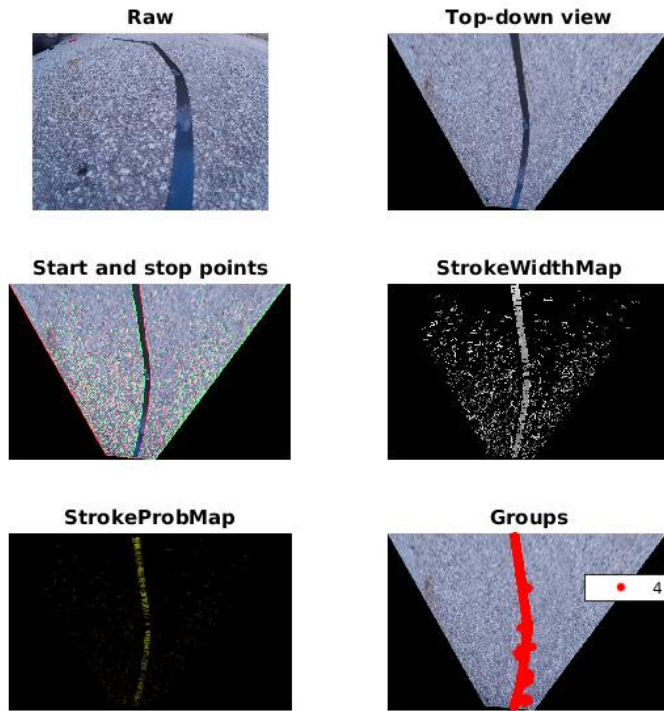 Raw
Top-down view
Start and stop points
StrokeWidthMap
StrokeProbMap
Groups
4